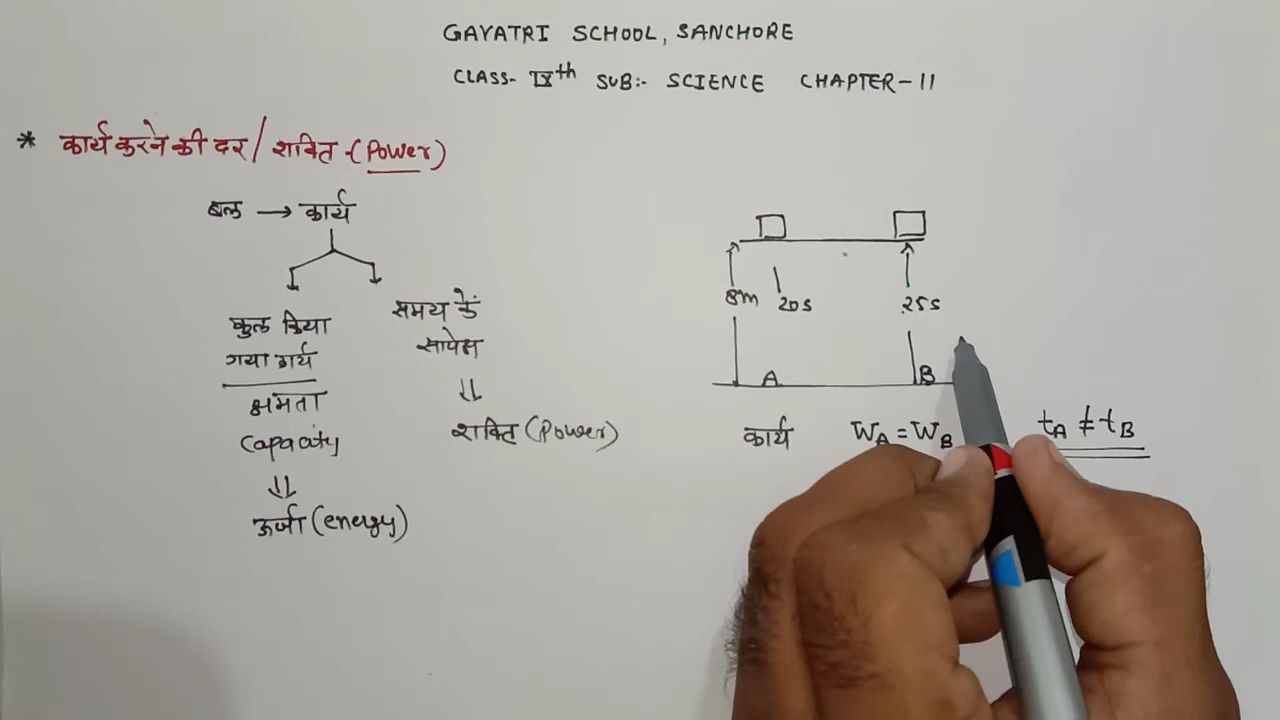 GAYATRI SCHOOL, SANCHORE
CLASS- IXth SUB:- SCIENCE CHAPTER-11
* कार्य करने की दर/शक्ति-(Power)
बल → कार्य
कुल किया
गया कार्य
क्षमता
capacity
⇓
ऊर्जा (energy)
समय के
सापेक्ष
⇓
शक्ति (Power)
8m 20s 25s
A B
कार्य WA = WB tA ≠ tB